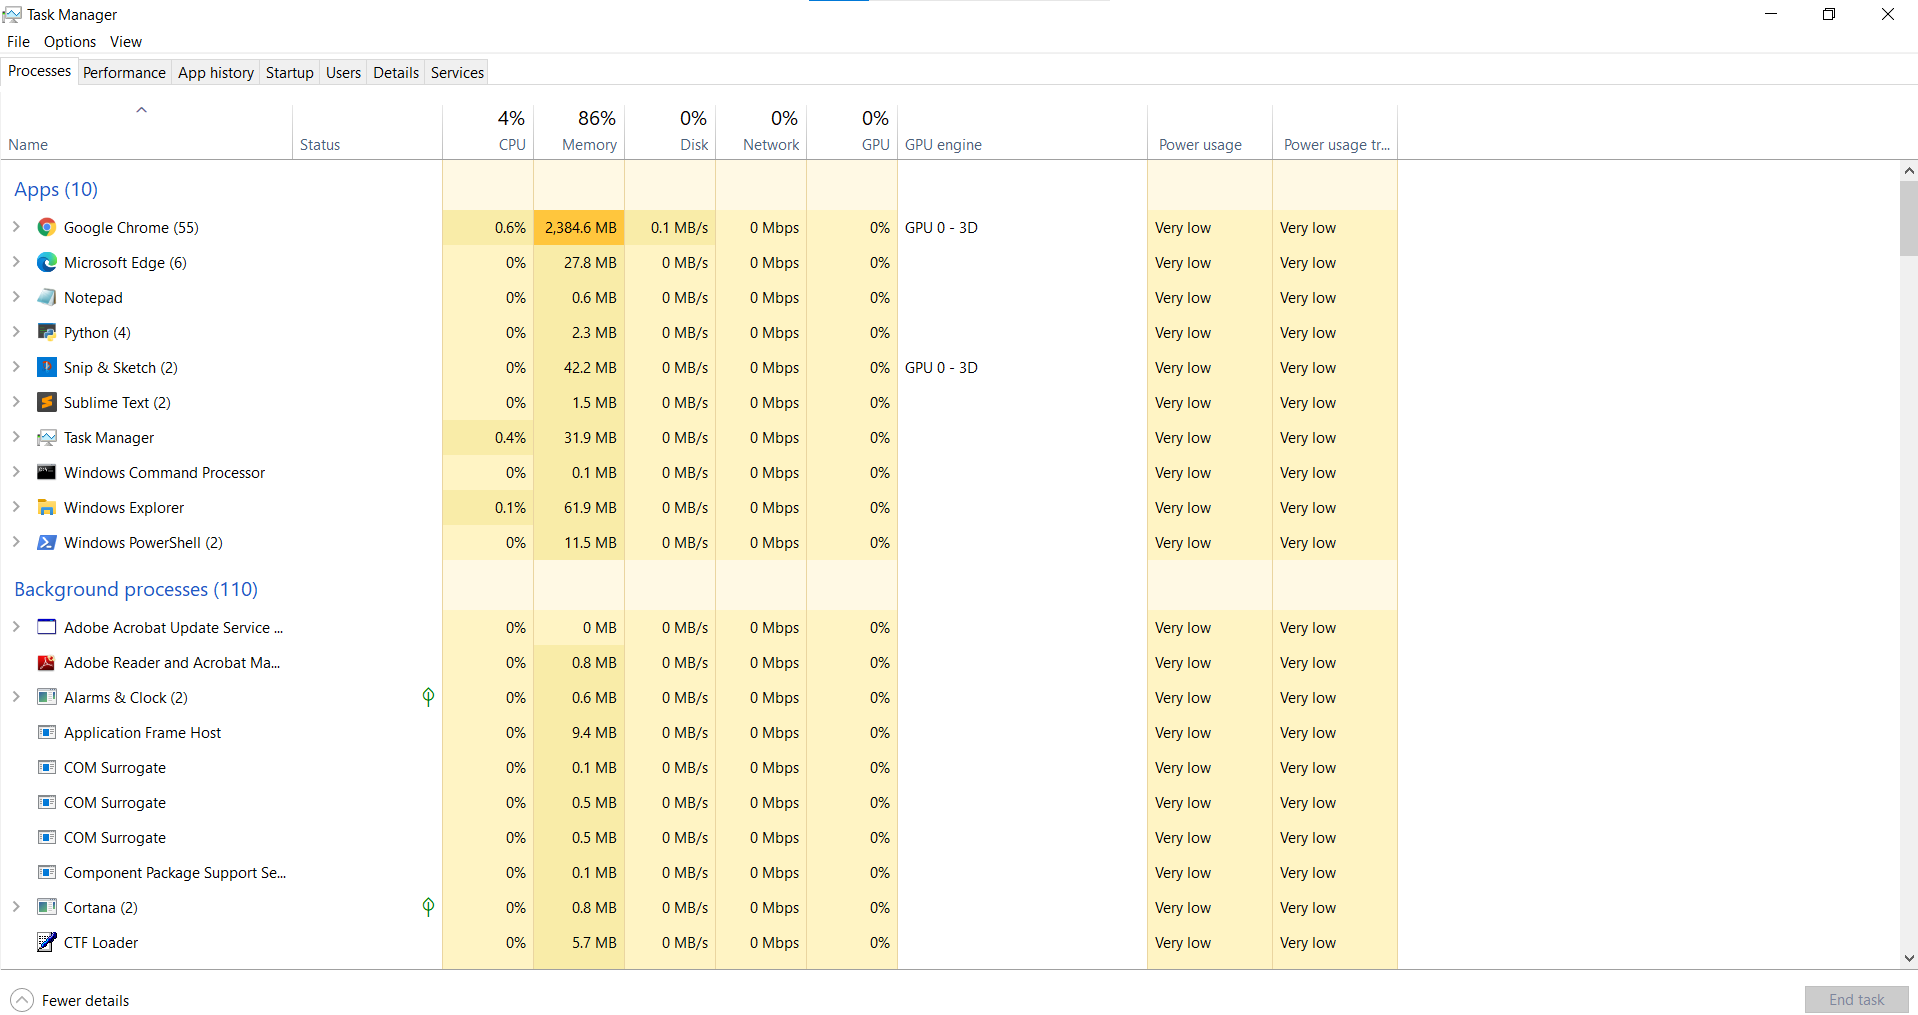 Task Manager
File Options View
Processes Performance App history Startup Users Details Services
4% 86% 0% 0% 0%
Name Status CPU Memory Disk Network GPU GPU engine Power usage Power usage tr...
Apps (10)
Google Chrome (55) 0.6% 2,384.6 MB 0.1 MB/s 0 Mbps 0% GPU 0 - 3D Very low Very low
Microsoft Edge (6) 0% 27.8 MB 0 MB/s 0 Mbps 0% Very low Very low
Notepad 0% 0.6 MB 0 MB/s 0 Mbps 0% Very low Very low
Python (4) 0% 2.3 MB 0 MB/s 0 Mbps 0% Very low Very low
Snip & Sketch (2) 0% 42.2 MB 0 MB/s 0 Mbps 0% GPU 0 - 3D Very low Very low
Sublime Text (2) 0% 1.5 MB 0 MB/s 0 Mbps 0% Very low Very low
Task Manager 0.4% 31.9 MB 0 MB/s 0 Mbps 0% Very low Very low
Windows Command Processor 0% 0.1 MB 0 MB/s 0 Mbps 0% Very low Very low
Windows Explorer 0.1% 61.9 MB 0 MB/s 0 Mbps 0% Very low Very low
Windows PowerShell (2) 0% 11.5 MB 0 MB/s 0 Mbps 0% Very low Very low
Background processes (110)
Adobe Acrobat Update Service ... 0% 0 MB 0 MB/s 0 Mbps 0% Very low Very low
Adobe Reader and Acrobat Ma... 0% 0.8 MB 0 MB/s 0 Mbps 0% Very low Very low
Alarms & Clock (2) 0% 0.6 MB 0 MB/s 0 Mbps 0% Very low Very low
Application Frame Host 0% 9.4 MB 0 MB/s 0 Mbps 0% Very low Very low
COM Surrogate 0% 0.1 MB 0 MB/s 0 Mbps 0% Very low Very low
COM Surrogate 0% 0.5 MB 0 MB/s 0 Mbps 0% Very low Very low
COM Surrogate 0% 0.5 MB 0 MB/s 0 Mbps 0% Very low Very low
Component Package Support Se... 0% 0.1 MB 0 MB/s 0 Mbps 0% Very low Very low
Cortana (2) 0% 0.8 MB 0 MB/s 0 Mbps 0% Very low Very low
CTF Loader 0% 5.7 MB 0 MB/s 0 Mbps 0% Very low Very low
Fewer details End task